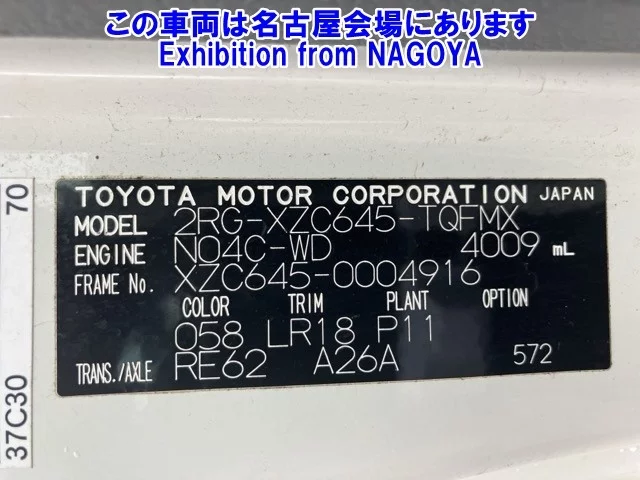 この車両は名古屋会場にあります
Exhibition from NAGOYA
TOYOTA MOTOR CORPORATION JAPAN
MODEL 2RG-XZC645-TQFMX
ENGINE N04C-WD 4009 mL
FRAME No. XZC645-0004916
COLOR TRIM PLANT OPTION
058 LR18 P11
TRANS./AXLE RE62 A26A 572
37C30 70